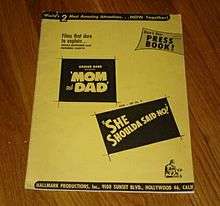 World's 2 Most Amazing Attractions... NOW Together!
Films that dare
to explain...
PRESS
BOOK!
"MOM
and DAD"
"SHE
SHOULDA SAID NO!"
HALLMARK PRODUCTIONS, Inc., 9100 SUNSET BLVD., HOLLYWOOD 46, CALIF